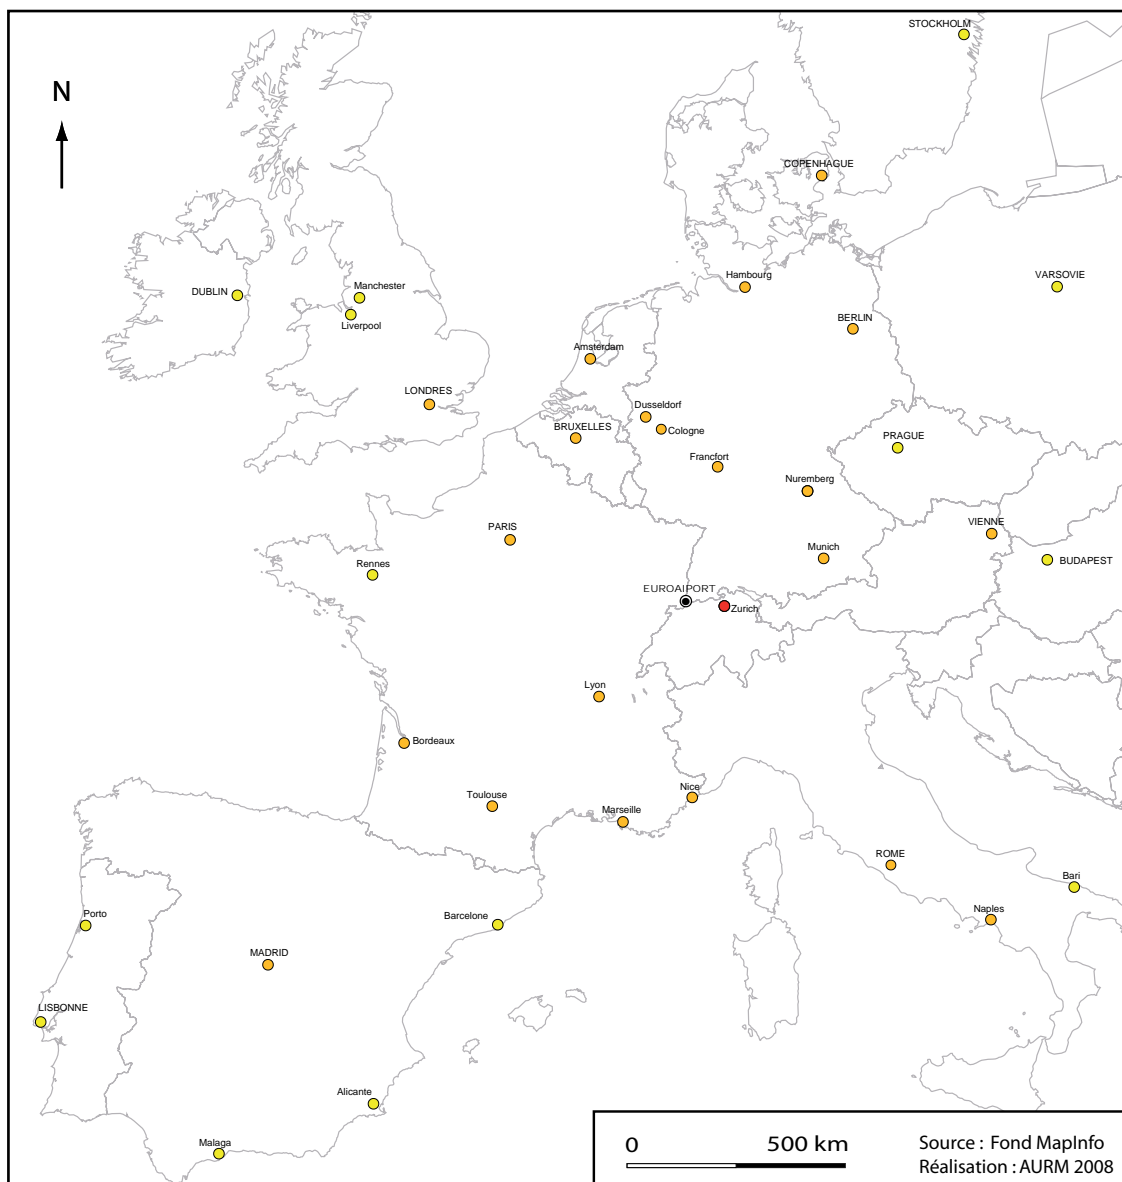 STOCKHOLM
N
COPENHAGUE
Hambourg
VARSOVIE
DUBLIN
Manchester
Liverpool
BERLIN
Amsterdam
LONDRES
Dusseldorf
BRUXELLES
Cologne
PRAGUE
Francfort
Nuremberg
PARIS
VIENNE
Munich
BUDAPEST
Rennes
EUROAIPORT
Zurich
Lyon
Bordeaux
Toulouse
Nice
Marseille
ROME
Bari
Porto
Barcelone
Naples
MADRID
LISBONNE
Alicante
Malaga
0 500 km
Source : Fond MapInfo
Réalisation : AURM 2008